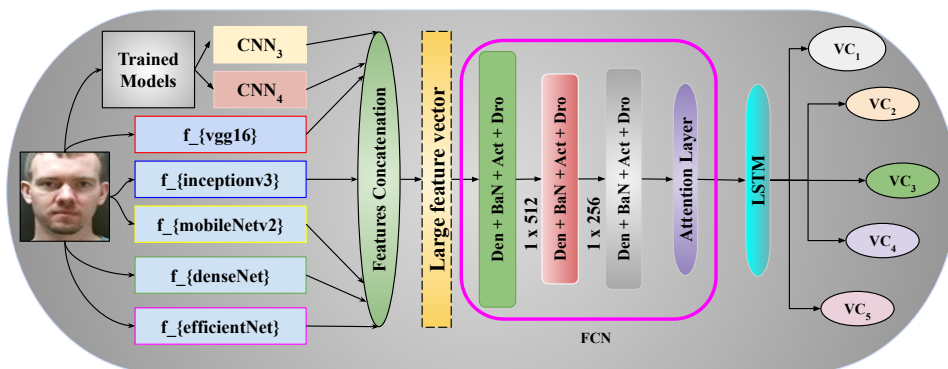 Trained
Models
CNN₃
CNN₄
f_{vgg16}
f_{inceptionv3}
f_{mobileNetv2}
f_{denseNet}
f_{efficientNet}
Features Concatenation
Large feature vector
Den + BaN + Act + Dro
1 x 512
Den + BaN + Act + Dro
1 x 256
Den + BaN + Act + Dro
Attention Layer
FCN
LSTM
VC₁
VC₂
VC₃
VC₄
VC₅